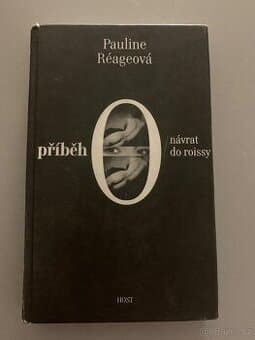 Pauline
Réageová
příběh
O
návrat
do roissy
HOST